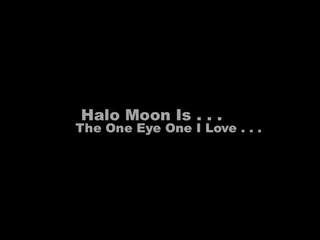 Halo Moon Is . . .
The One Eye One I Love . . .